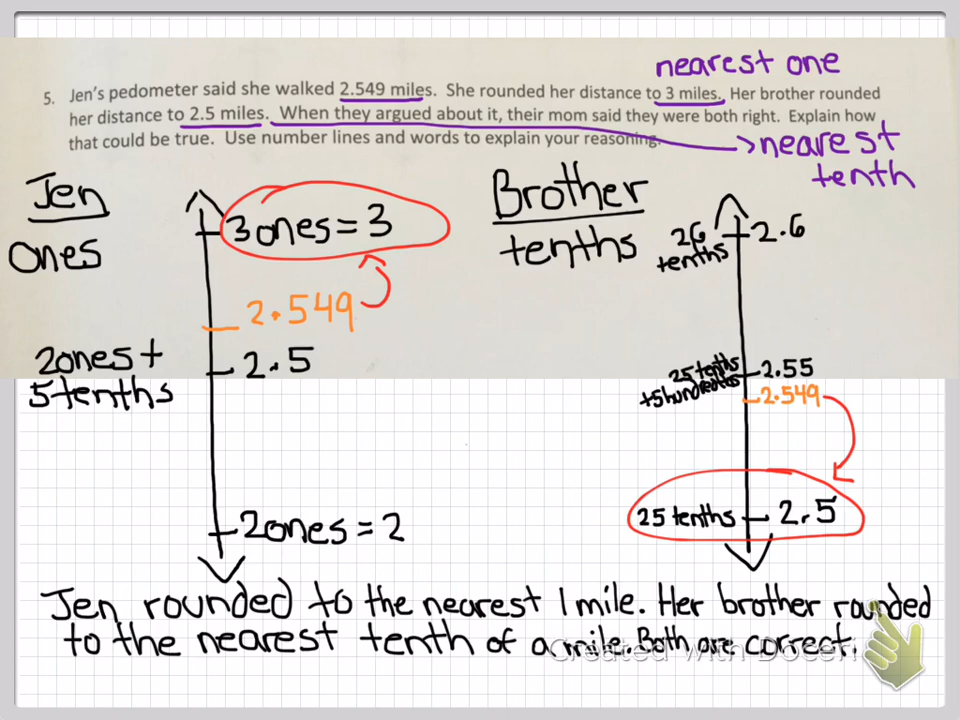 nearest one
5. Jen's pedometer said she walked 2.549 miles. She rounded her distance to 3 miles. Her brother rounded
her distance to 2.5 miles. When they argued about it, their mom said they were both right. Explain how
that could be true. Use number lines and words to explain your reasoning.
nearest
tenth
Jen
Ones
3 ones = 3
2.549
2 ones +
5 tenths
2.5
2 ones = 2
Brother
tenths
26
tenths
2.6
25 tenths
+5 hundredths
2.55
2.549
25 tenths
2.5
Jen rounded to the nearest 1 mile. Her brother rounded
to the nearest tenth of a mile. Both are correct.
Created with Doceri